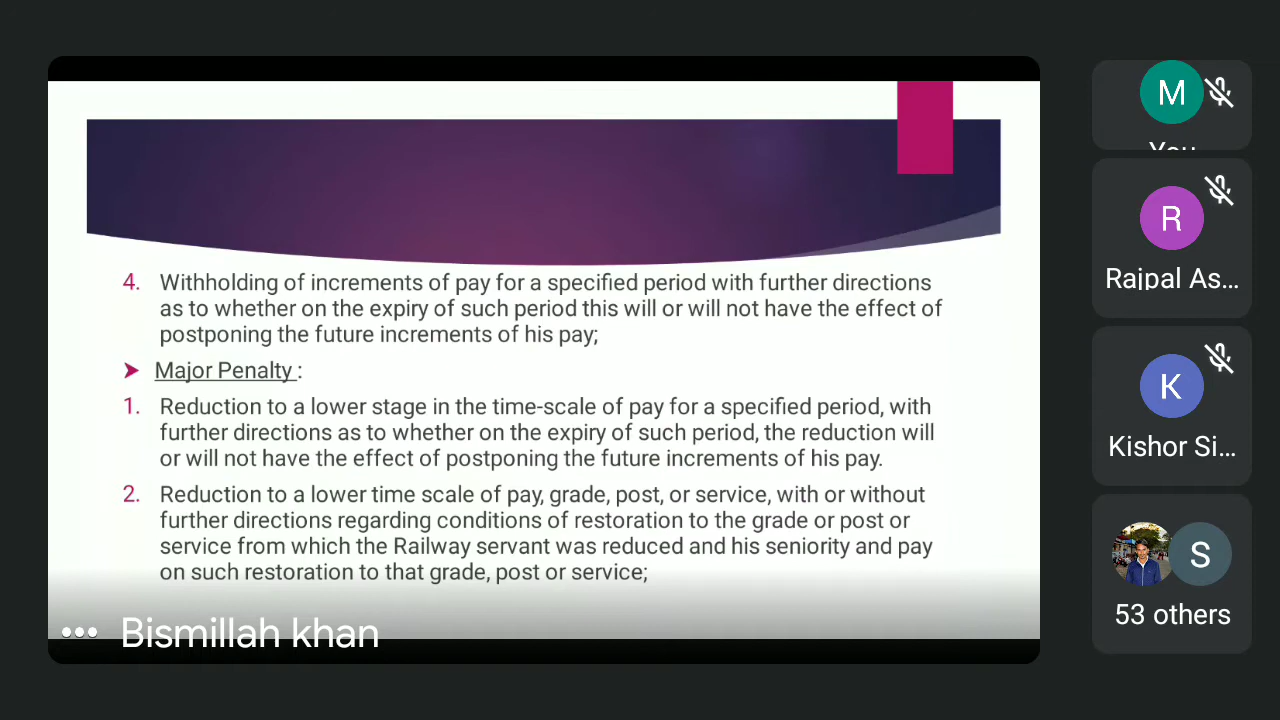 4. Withholding of increments of pay for a specified period with further directions
as to whether on the expiry of such period this will or will not have the effect of
postponing the future increments of his pay;
Major Penalty :
1. Reduction to a lower stage in the time-scale of pay for a specified period, with
further directions as to whether on the expiry of such period, the reduction will
or will not have the effect of postponing the future increments of his pay.
2. Reduction to a lower time scale of pay, grade, post, or service, with or without
further directions regarding conditions of restoration to the grade or post or
service from which the Railway servant was reduced and his seniority and pay
on such restoration to that grade, post or service;
Bismillah khan
M
You
R
Rajpal As...
K
Kishor Si...
S
53 others